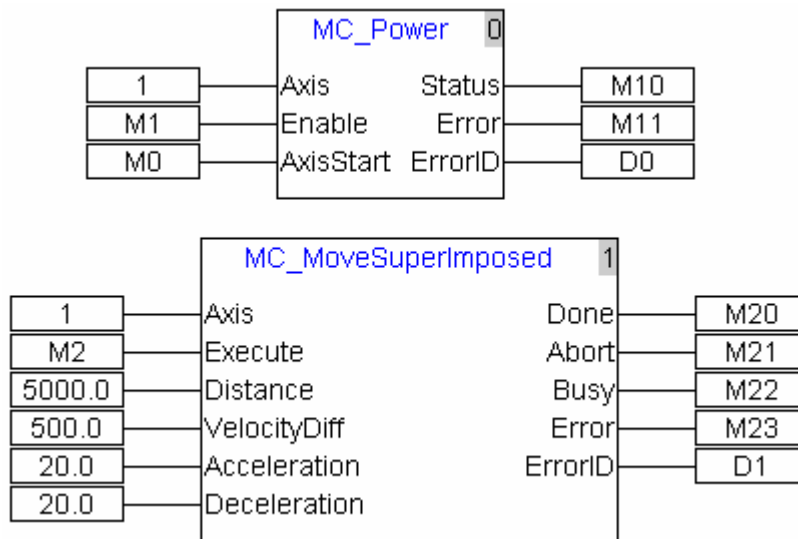 MC_Power 0
1 Axis Status M10
M1 Enable Error M11
M0 AxisStart ErrorID D0
MC_MoveSuperImposed 1
1 Axis Done M20
M2 Execute Abort M21
5000.0 Distance Busy M22
500.0 VelocityDiff Error M23
20.0 Acceleration ErrorID D1
20.0 Deceleration